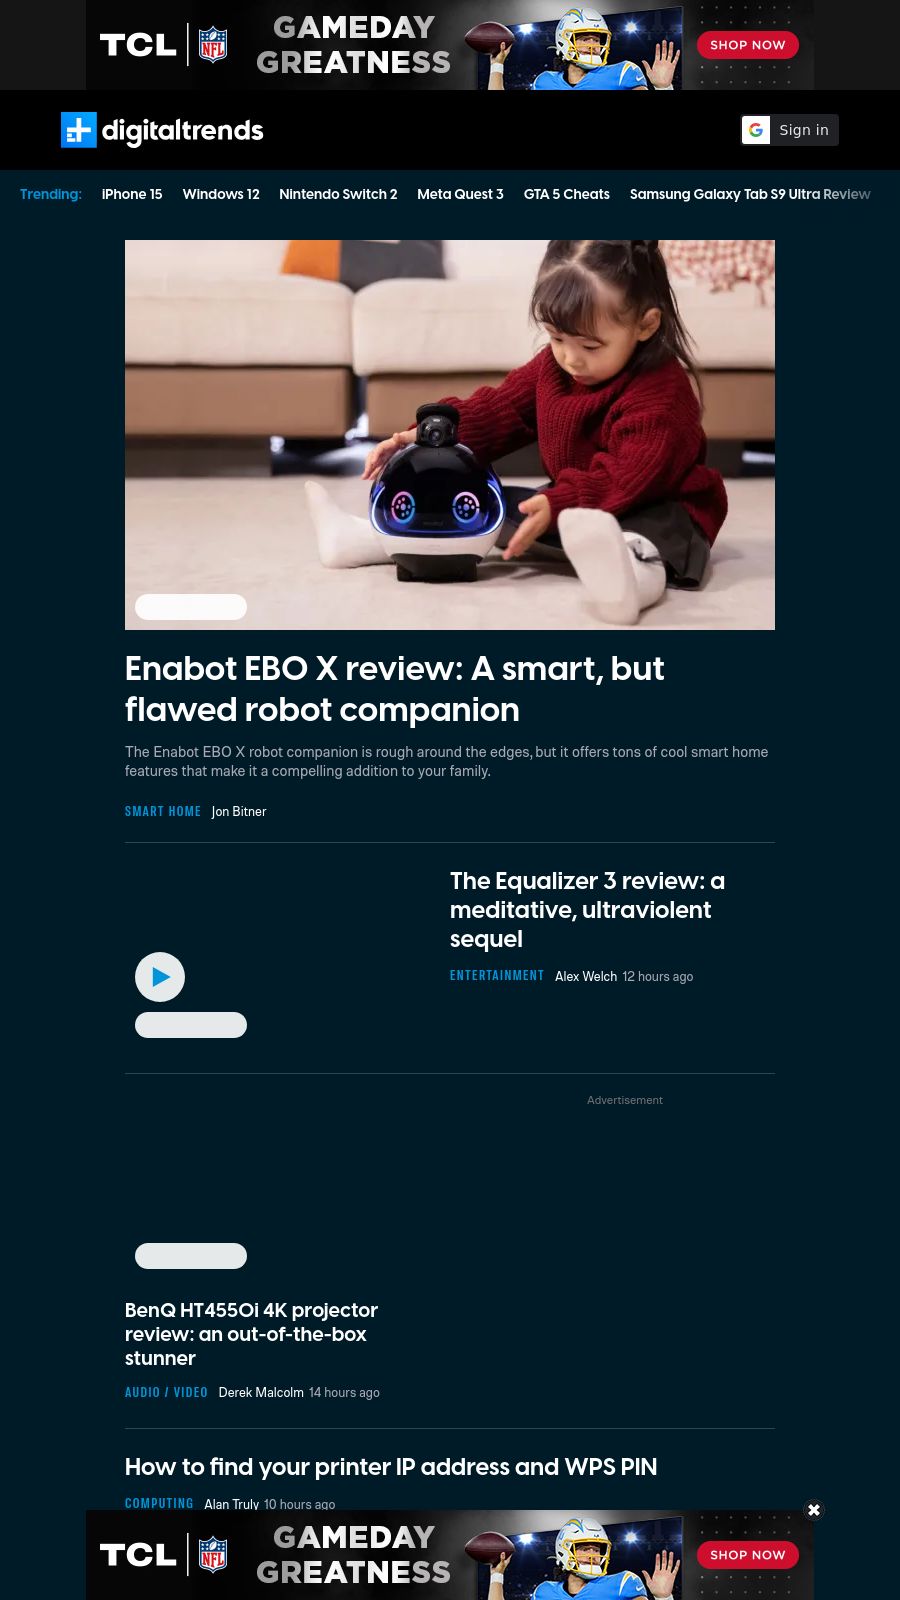 TCL NFL GAMEDAY GREATNESS SHOP NOW
digitaltrends
Sign in
Trending: iPhone 15 Windows 12 Nintendo Switch 2 Meta Quest 3 GTA 5 Cheats Samsung Galaxy Tab S9 Ultra Review
Enabot EBO X review: A smart, but
flawed robot companion
The Enabot EBO X robot companion is rough around the edges, but it offers tons of cool smart home
features that make it a compelling addition to your family.
SMART HOME Jon Bitner
The Equalizer 3 review: a
meditative, ultraviolent
sequel
ENTERTAINMENT Alex Welch 12 hours ago
Advertisement
BenQ HT4550i 4K projector
review: an out-of-the-box
stunner
AUDIO / VIDEO Derek Malcolm 14 hours ago
How to find your printer IP address and WPS PIN
COMPUTING Alan Truly 10 hours ago
TCL NFL GAMEDAY GREATNESS SHOP NOW